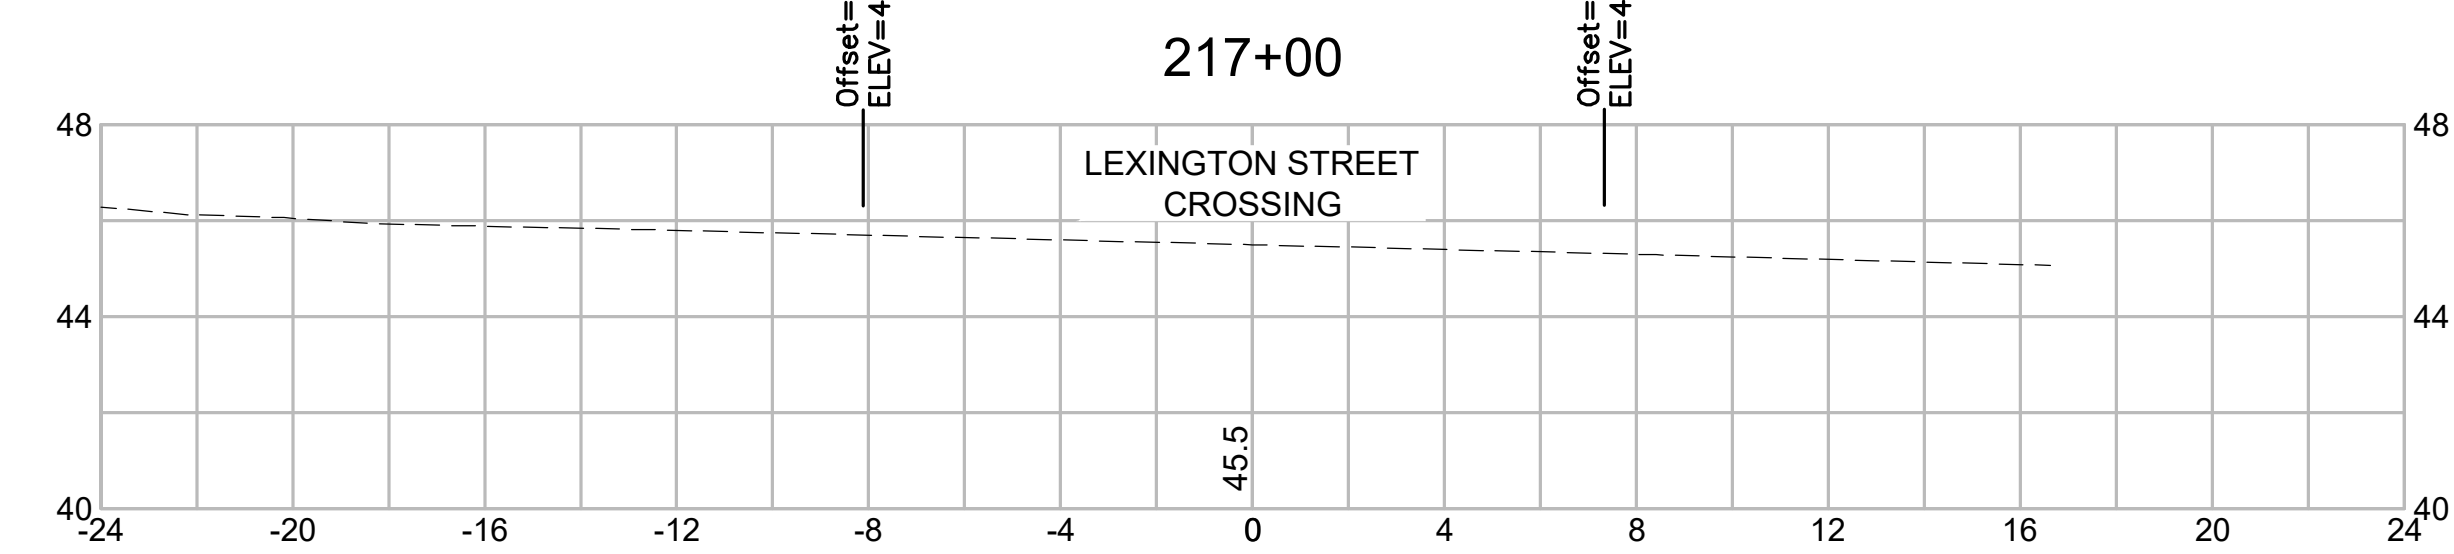 Offset=
ELEV=4
217+00
Offset=
ELEV=4
48
48
LEXINGTON STREET
CROSSING
44
44
45.5
40
40
-24 -20 -16 -12 -8 -4 0 4 8 12 16 20 24